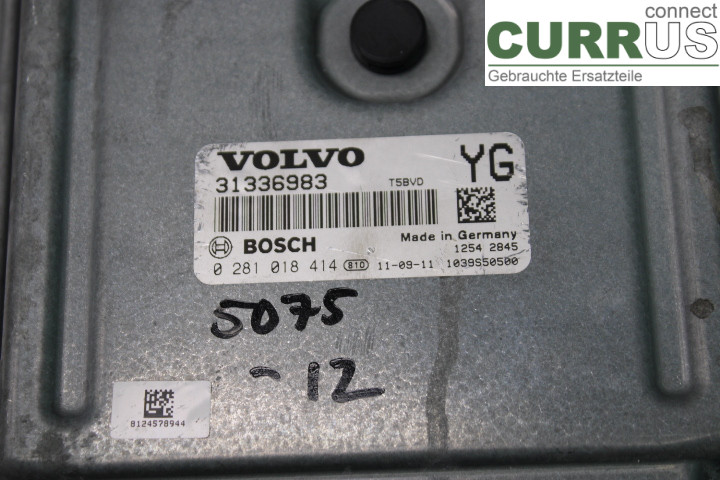 connect
CURRUS
Gebrauchte Ersatzteile
VOLVO YG
31336983 T5BVD
BOSCH Made in Germany
1254 2845
0 281 018 414 B10 11-09-11 1039S50500
5075
-12
8124578944